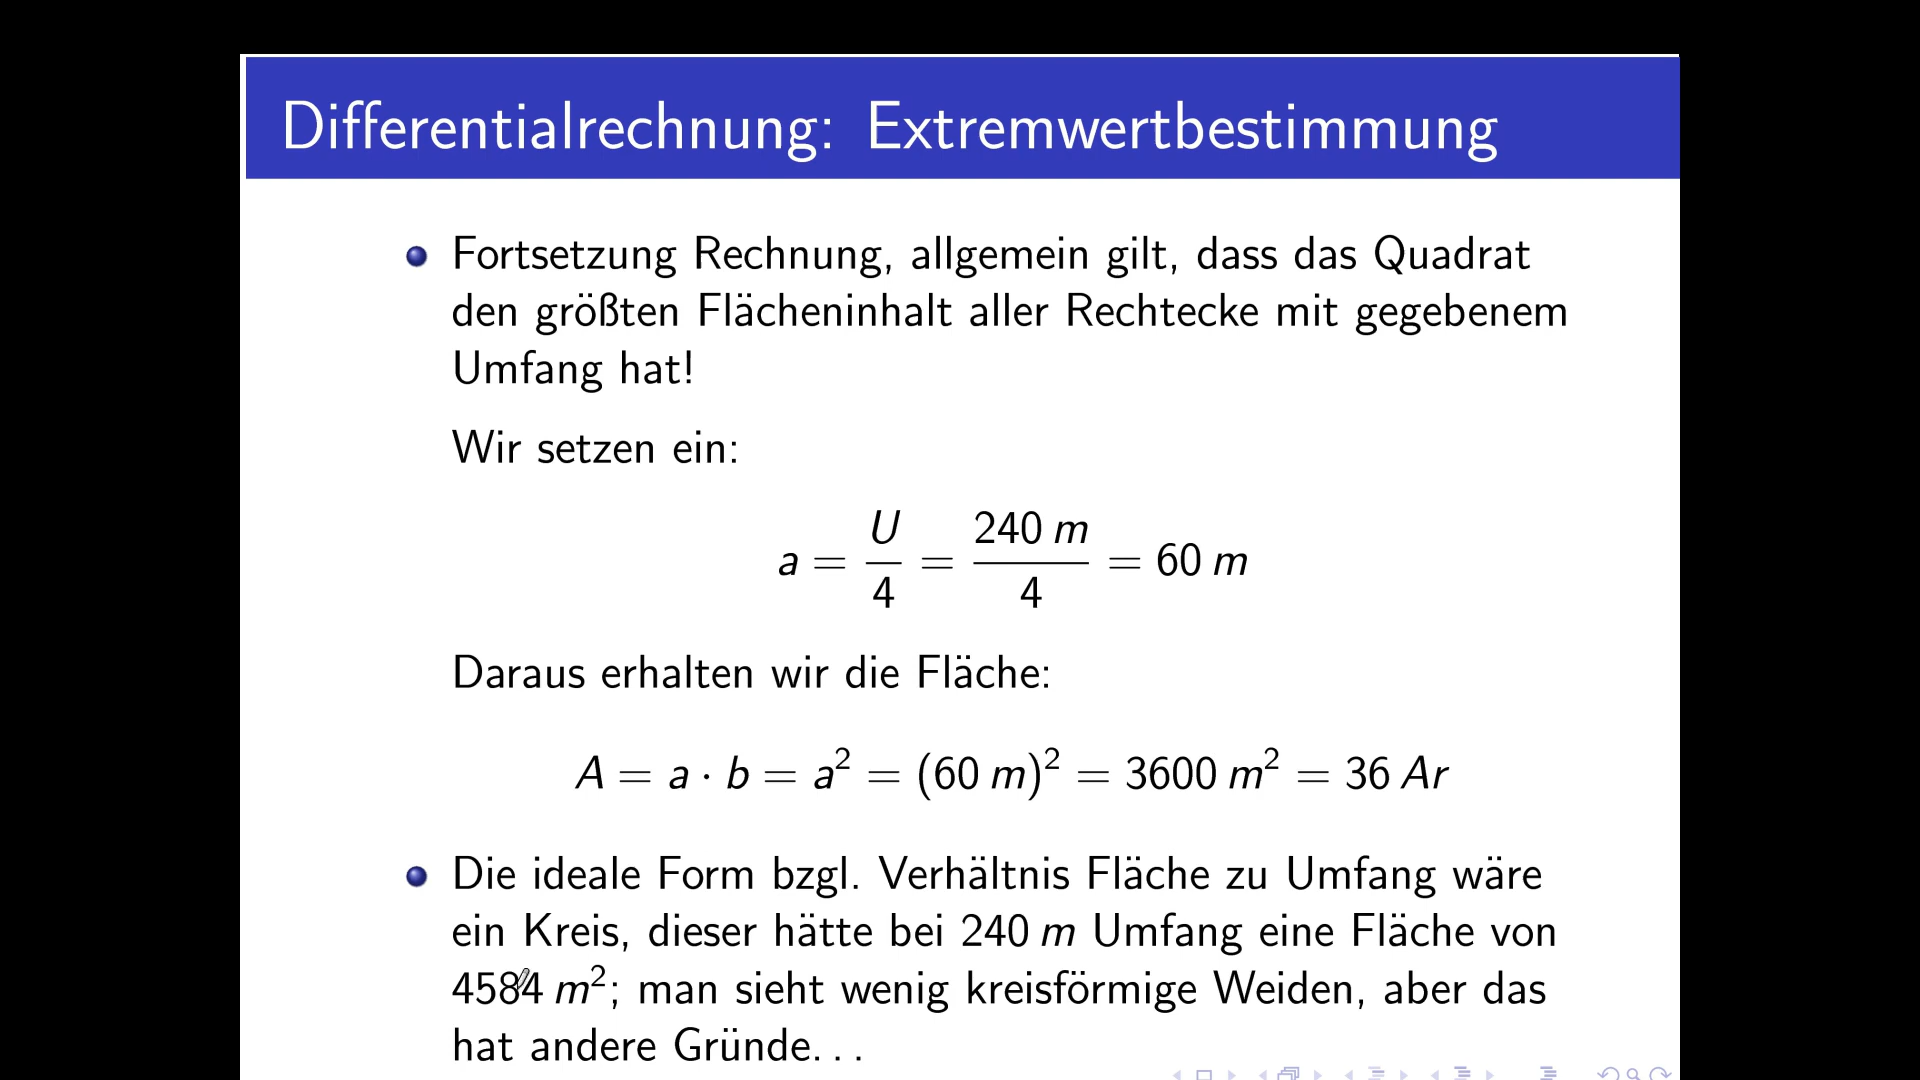 Differentialrechnung: Extremwertbestimmung
Fortsetzung Rechnung, allgemein gilt, dass das Quadrat
den größten Flächeninhalt aller Rechtecke mit gegebenem
Umfang hat!
Wir setzen ein:
a = U/4 = 240 m/4 = 60 m
Daraus erhalten wir die Fläche:
A = a · b = a² = (60 m)² = 3600 m² = 36 Ar
Die ideale Form bzgl. Verhältnis Fläche zu Umfang wäre
ein Kreis, dieser hätte bei 240 m Umfang eine Fläche von
4584 m²; man sieht wenig kreisförmige Weiden, aber das
hat andere Gründe...